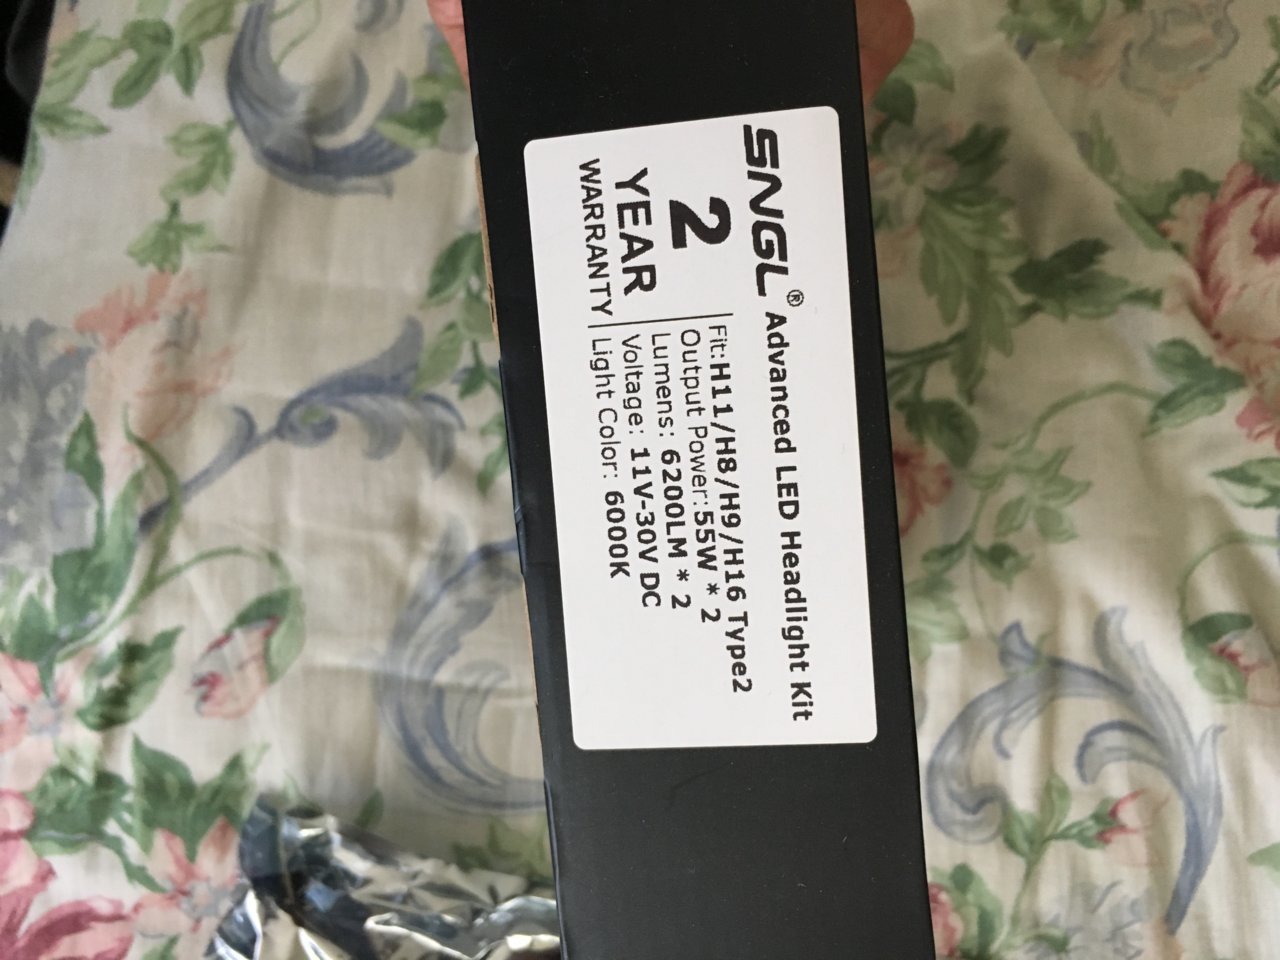 SNGL® Advanced LED Headlight Kit
2
YEAR
WARRANTY
Fit:H11/H8/H9/H16 Type2
Output Power:55W * 2
Lumens: 6200LM * 2
Voltage: 11V-30V DC
Light Color: 6000K